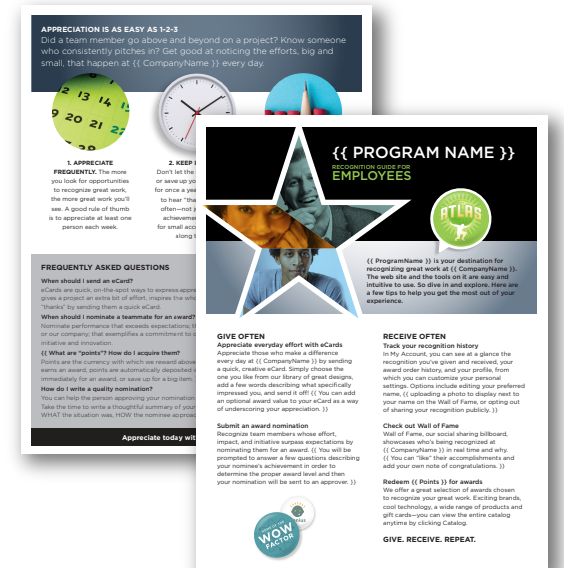 APPRECIATION IS AS EASY AS 1-2-3
Did a team member go above and beyond on a project? Know someone
who consistently pitches in? Get good at noticing the efforts, big and
small, that happen at {{ CompanyName }} every day.
1. APPRECIATE
FREQUENTLY. The more
you look for opportunities
to recognize great work,
the more great work you'll
see. A good rule of thumb
is to appreciate at least one
person each week.
2. KEEP
Don't let the
or save up yo
for once a yea
to hear "tha
often—not j
achievemen
for small acc
along t
FREQUENTLY ASKED QUESTIONS
When should I send an eCard?
eCards are quick, on-the-spot ways to express appre
gives a project an extra bit of effort, inspires the who
"thanks" by sending them a quick eCard.
When should I nominate a teammate for an award?
Nominate performance that exceeds expectations; th
or our company; that exemplifies a commitment to o
initiative and innovation.
{{ What are "points"? How do I acquire them?
Points are the currency with which we reward above
earns an award, points are automatically deposited
immediately for an award, or save up for a big item.
How do I write a quality nomination?
You can help the person approving your nomination
Take the time to write a thoughtful summary of your
WHAT the situation was, HOW the nominee approac
Appreciate today wit
{{ PROGRAM NAME }}
RECOGNITION GUIDE FOR
EMPLOYEES
ATLAS
{{ ProgramName }} is your destination for
recognizing great work at {{ CompanyName }}.
The web site and the tools on it are easy and
intuitive to use. So dive in and explore. Here are
a few tips to help you get the most out of your
experience.
GIVE OFTEN
Appreciate everyday effort with eCards
Appreciate those who make a difference
every day at {{ CompanyName }} by sending
a quick, creative eCard. Simply choose the
one you like from our library of great designs,
add a few words describing what specifically
impressed you, and send it off! {{ You can add
an optional award value to your eCard as a way
of underscoring your appreciation. }}
Submit an award nomination
Recognize team members whose effort,
impact, and initiative surpass expectations by
nominating them for an award. {{ You will be
prompted to answer a few questions describing
your nominee's achievement in order to
determine the proper award level and then
your nomination will be sent to an approver. }}
WOW
FACTOR
RECEIVE OFTEN
Track your recognition history
In My Account, you can see at a glance the
recognition you've given and received, your
award order history, and your profile, from
which you can customize your personal
settings. Options include editing your preferred
name, {{ uploading a photo to display next to
your name on the Wall of Fame, or opting out
of sharing your recognition publicly. }}
Check out Wall of Fame
Wall of Fame, our social sharing billboard,
showcases who's being recognized at
{{ CompanyName }} in real time and why.
{{ You can "like" their accomplishments and
add your own note of congratulations. }}
Redeem {{ Points }} for awards
We offer a great selection of awards chosen
to recognize your great work. Exciting brands,
cool technology, a wide range of products and
gift cards—you can view the entire catalog
anytime by clicking Catalog.
GIVE. RECEIVE. REPEAT.